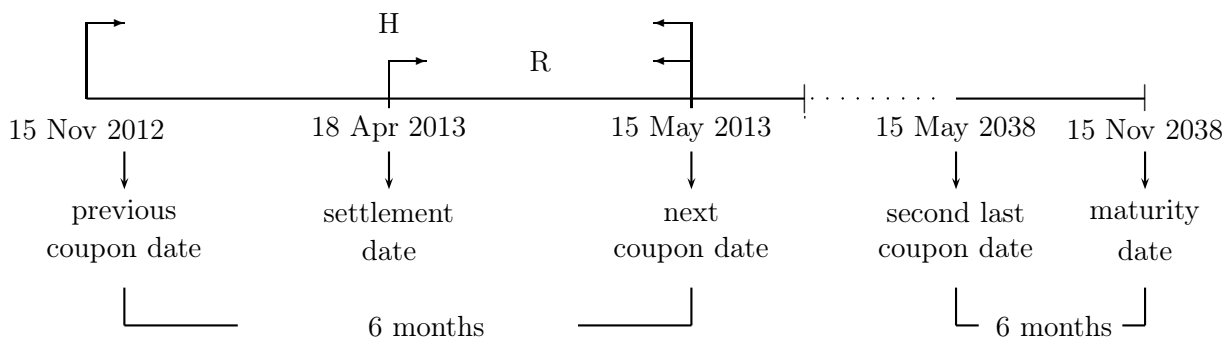 H
R
15 Nov 2012 18 Apr 2013 15 May 2013 15 May 2038 15 Nov 2038
previous settlement next second last maturity
coupon date date coupon date coupon date date
6 months 6 months